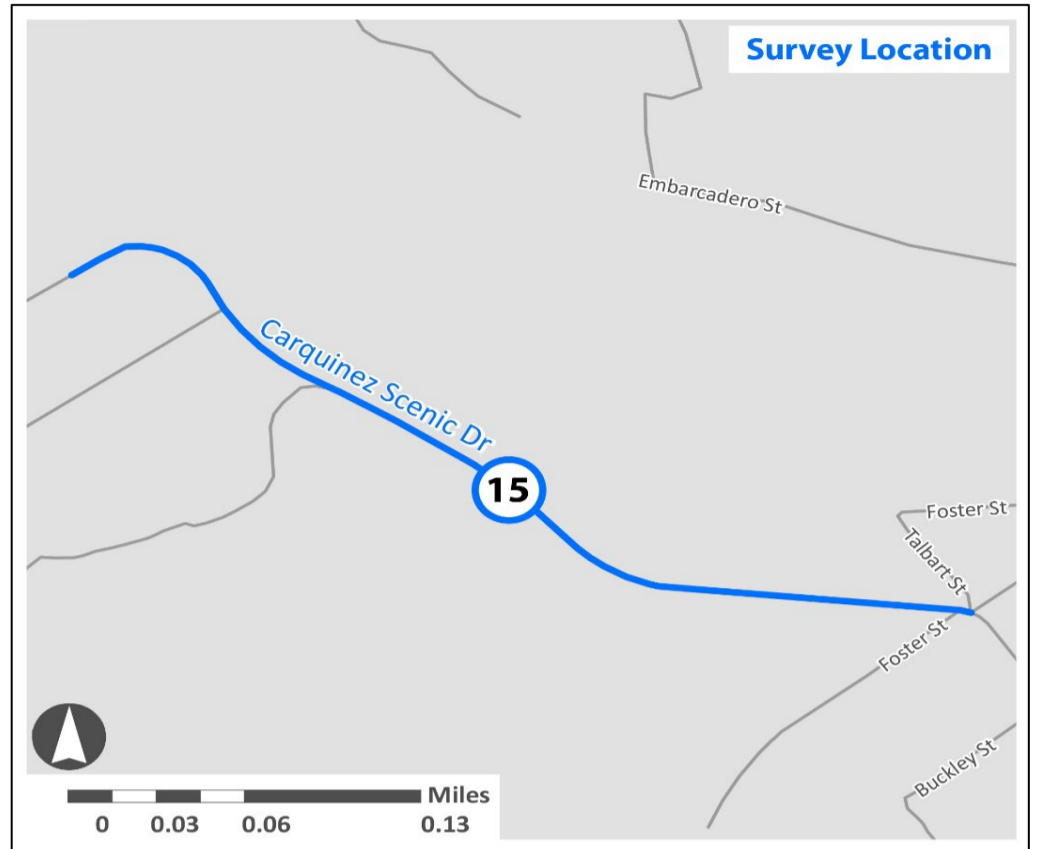 Survey Location
Embarcadero St
Carquinez Scenic Dr
15
Foster St
Talbart St
Foster St
Buckley St
Miles
0 0.03 0.06 0.13